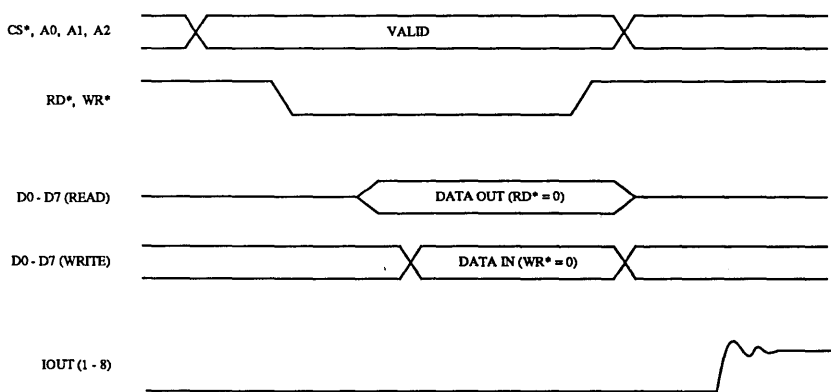 CS*, A0, A1, A2
VALID
RD*, WR*
D0 - D7 (READ)
DATA OUT (RD* = 0)
D0 - D7 (WRITE)
DATA IN (WR* = 0)
IOUT (1 - 8)